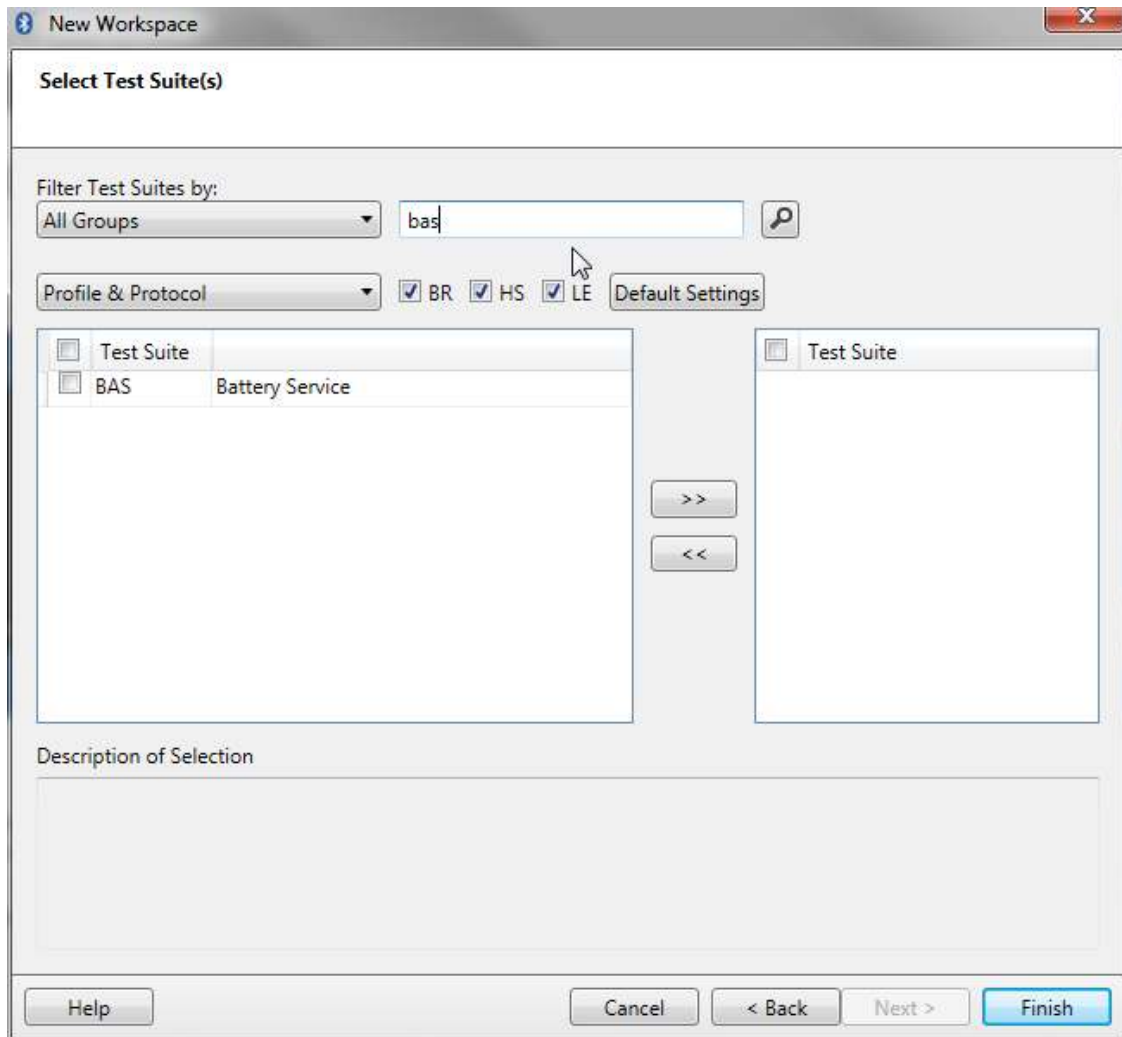 New Workspace
Select Test Suite(s)
Filter Test Suites by:
All Groups bas
Profile & Protocol BR HS LE Default Settings
Test Suite Test Suite
BAS Battery Service
>>
<<
Description of Selection
Help Cancel < Back Next > Finish